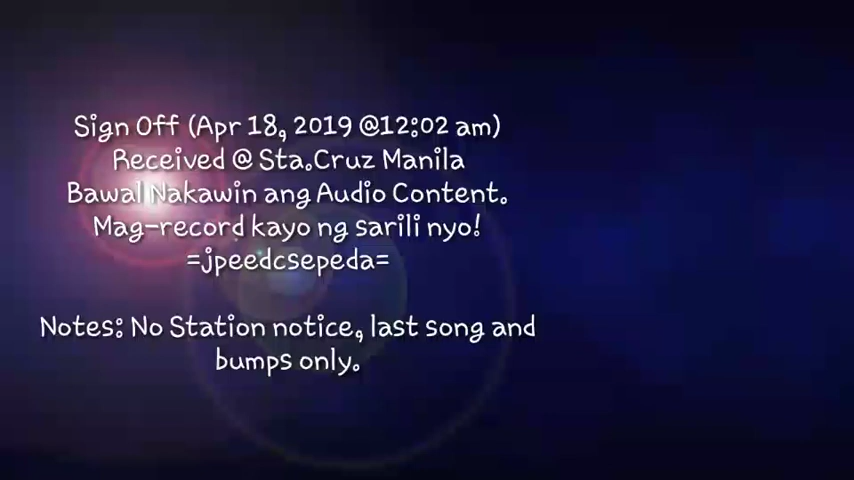 Sign Off (Apr 18, 2019 @12:02 am)
Received @ Sta.Cruz Manila
Bawal Nakawin ang Audio Content.
Mag-record kayo ng sarili nyo!
=jpeedcsepeda=
Notes: No Station notice, last song and
bumps only.